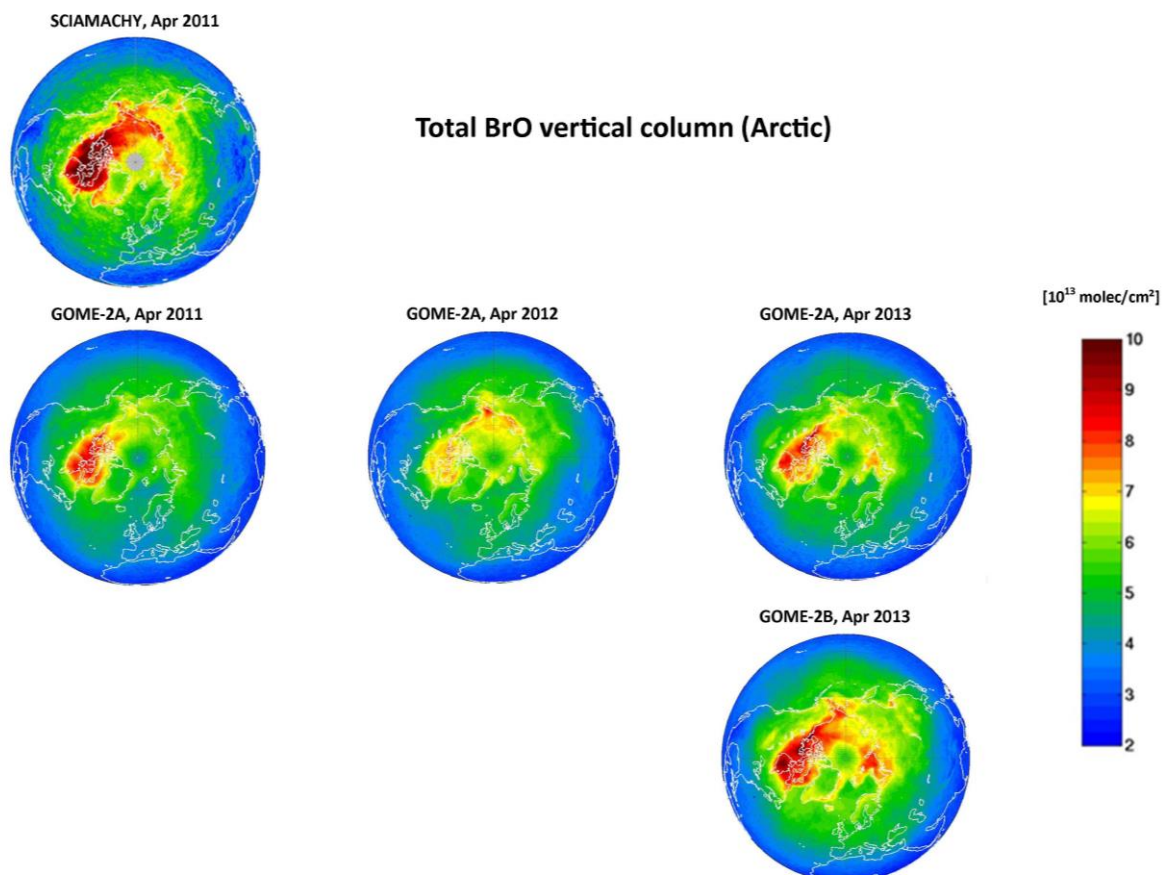 SCIAMACHY, Apr 2011
Total BrO vertical column (Arctic)
GOME-2A, Apr 2011
GOME-2A, Apr 2012
GOME-2A, Apr 2013
[10¹³ molec/cm²]
10
9
8
7
6
5
4
3
2
GOME-2B, Apr 2013